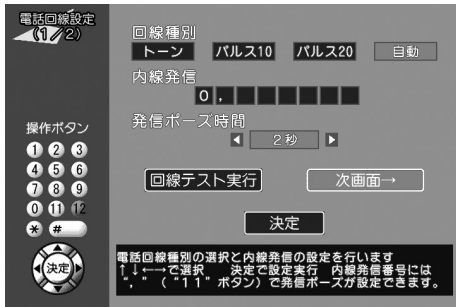 電話回線設定
(1/2)
回線種別
トーン パルス10 パルス20 自動
内線発信
0,
発信ポーズ時間
2秒
操作ボタン
1 2 3
4 5 6
7 8 9
0 11 12
* #
決定
回線テスト実行 次画面→
決定
電話回線種別の選択と内線発信の設定を行います
↑↓←→で選択 決定で設定実行 内線発信番号には
“,”(“11”ボタン)で発信ポーズが設定できます。